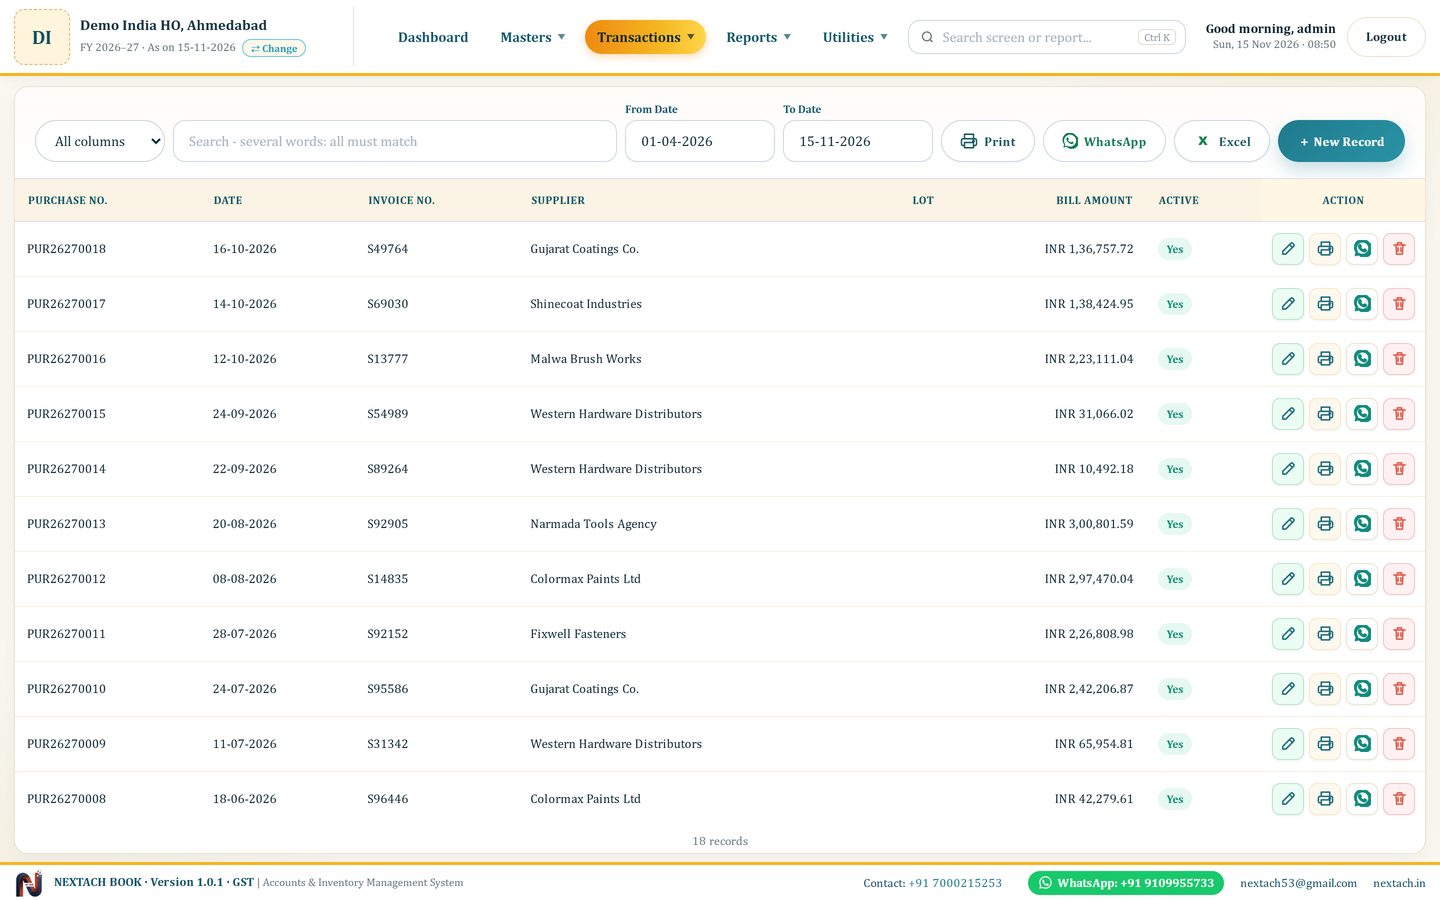 DI
Demo India HO, Ahmedabad
FY 2026-27 · As on 15-11-2026 ⇄ Change
Dashboard Masters ▼ Transactions ▼ Reports ▼ Utilities ▼
Search screen or report... Ctrl K
Good morning, admin
Sun, 15 Nov 2026 · 08:50
Logout
From Date To Date
All columns Search - several words: all must match 01-04-2026 15-11-2026 Print WhatsApp X Excel + New Record
PURCHASE NO. DATE INVOICE NO. SUPPLIER LOT BILL AMOUNT ACTIVE ACTION
PUR26270018 16-10-2026 S49764 Gujarat Coatings Co. INR 1,36,757.72 Yes
PUR26270017 14-10-2026 S69030 Shinecoat Industries INR 1,38,424.95 Yes
PUR26270016 12-10-2026 S13777 Malwa Brush Works INR 2,23,111.04 Yes
PUR26270015 24-09-2026 S54989 Western Hardware Distributors INR 31,066.02 Yes
PUR26270014 22-09-2026 S89264 Western Hardware Distributors INR 10,492.18 Yes
PUR26270013 20-08-2026 S92905 Narmada Tools Agency INR 3,00,801.59 Yes
PUR26270012 08-08-2026 S14835 Colormax Paints Ltd INR 2,97,470.04 Yes
PUR26270011 28-07-2026 S92152 Fixwell Fasteners INR 2,26,808.98 Yes
PUR26270010 24-07-2026 S95586 Gujarat Coatings Co. INR 2,42,206.87 Yes
PUR26270009 11-07-2026 S31342 Western Hardware Distributors INR 65,954.81 Yes
PUR26270008 18-06-2026 S96446 Colormax Paints Ltd INR 42,279.61 Yes
18 records
NEXTACH BOOK · Version 1.0.1 · GST | Accounts & Inventory Management System Contact: +91 7000215253 WhatsApp: +91 9109955733 nextach53@gmail.com nextach.in